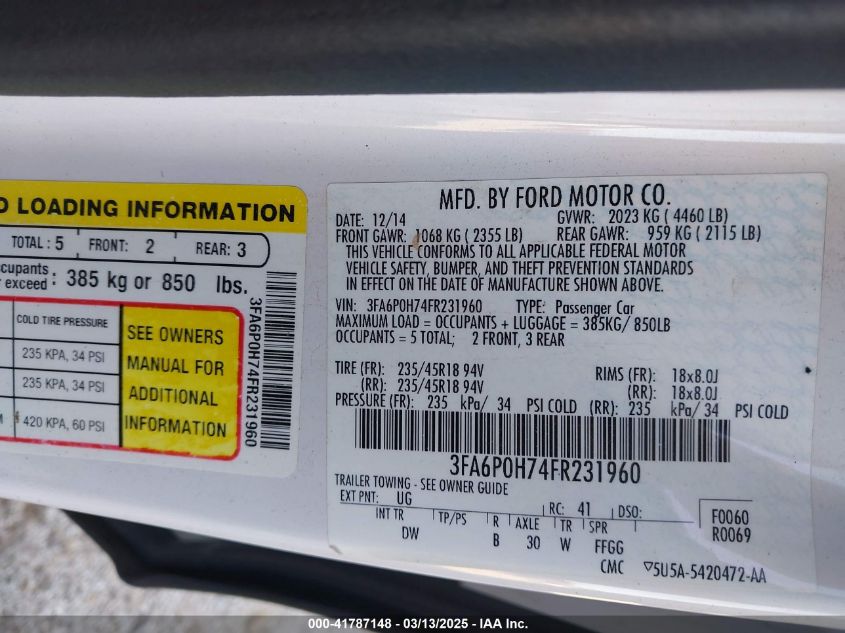 D LOADING INFORMATION
TOTAL: 5 FRONT: 2 REAR: 3
cupants
r exceed : 385 kg or 850 lbs.
COLD TIRE PRESSURE
235 KPA, 34 PSI
235 KPA, 34 PSI
420 KPA, 60 PSI
SEE OWNERS
MANUAL FOR
ADDITIONAL
INFORMATION
3FA6P0H74FR231960
MFD. BY FORD MOTOR CO.
DATE: 12/14 GVWR: 2023 KG ( 4460 LB)
FRONT GAWR: 1068 KG ( 2355 LB) REAR GAWR: 959 KG ( 2115 LB)
THIS VEHICLE CONFORMS TO ALL APPLICABLE FEDERAL MOTOR
VEHICLE SAFETY, BUMPER, AND THEFT PREVENTION STANDARDS
IN EFFECT ON THE DATE OF MANUFACTURE SHOWN ABOVE.
VIN: 3FA6P0H74FR231960 TYPE: Passenger Car
MAXIMUM LOAD = OCCUPANTS + LUGGAGE = 385KG/ 850LB
OCCUPANTS = 5 TOTAL; 2 FRONT, 3 REAR
TIRE (FR): 235/45R18 94V RIMS (FR): 18x8.0J
(RR): 235/45R18 94V (RR): 18x8.0J
PRESSURE (FR): 235 kPa/ 34 PSI COLD (RR): 235 kPa/ 34 PSI COLD
3FA6P0H74FR231960
TRAILER TOWING - SEE OWNER GUIDE
EXT PNT: UG RC: 41 DSO:
F0060
R0069
INT TR TP/PS R AXLE TR SPR
DW B 30 W FFGG
CMC ▽5U5A-5420472-AA
000-41787148 - 03/13/2025 - IAA Inc.